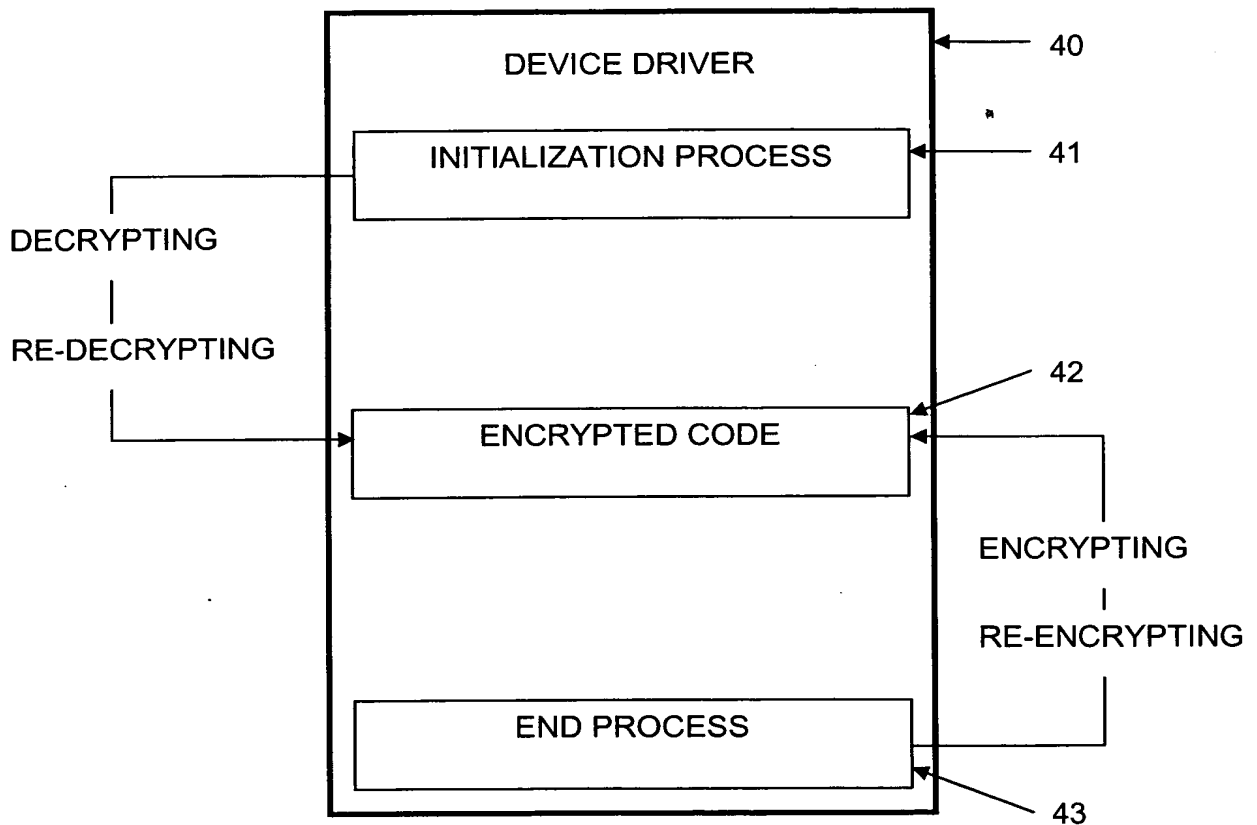 DEVICE DRIVER
40
INITIALIZATION PROCESS
41
DECRYPTING
RE-DECRYPTING
42
ENCRYPTED CODE
ENCRYPTING
RE-ENCRYPTING
END PROCESS
43